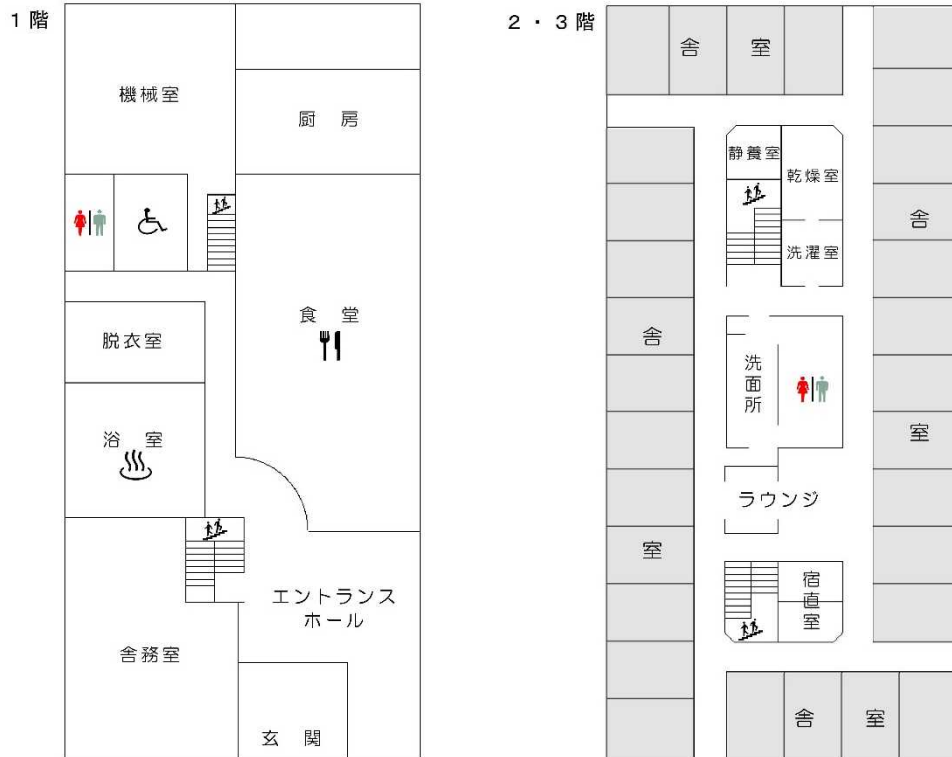 1階
機械室
厨 房
食 堂
脱衣室
浴 室
エントランス
ホール
舎務室
玄 関
2・3階
舎 室
静養室
乾燥室
洗濯室
舎
室
舎
室
洗面所
ラウンジ
宿直室
舎 室